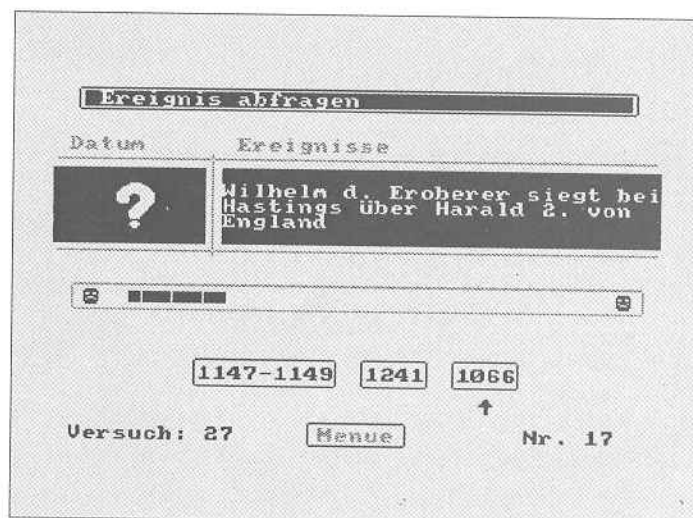 Ereignis abfragen
Datum Ereignisse
?
Wilhelm d. Eroberer siegt bei
Hastings über Harald 2. von
England
1147-1149 1241 1066
Versuch: 27 Menue Nr. 17